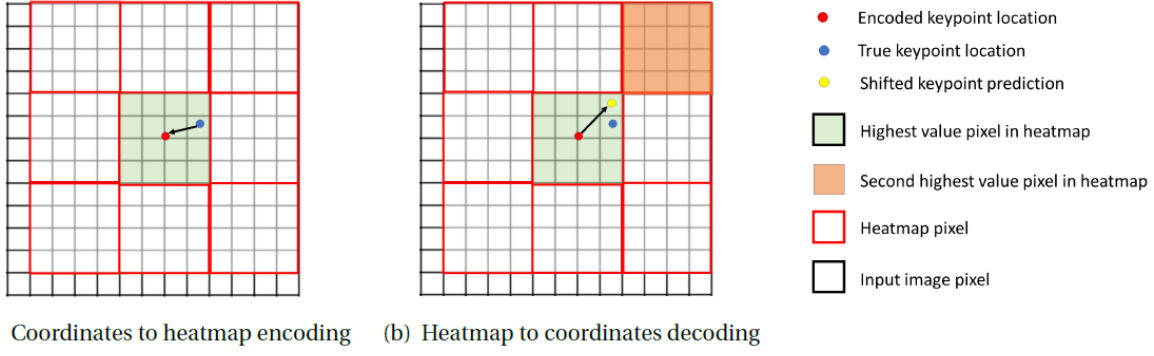 Encoded keypoint location
True keypoint location
Shifted keypoint prediction
Highest value pixel in heatmap
Second highest value pixel in heatmap
Heatmap pixel
Input image pixel
Coordinates to heatmap encoding
(b) Heatmap to coordinates decoding